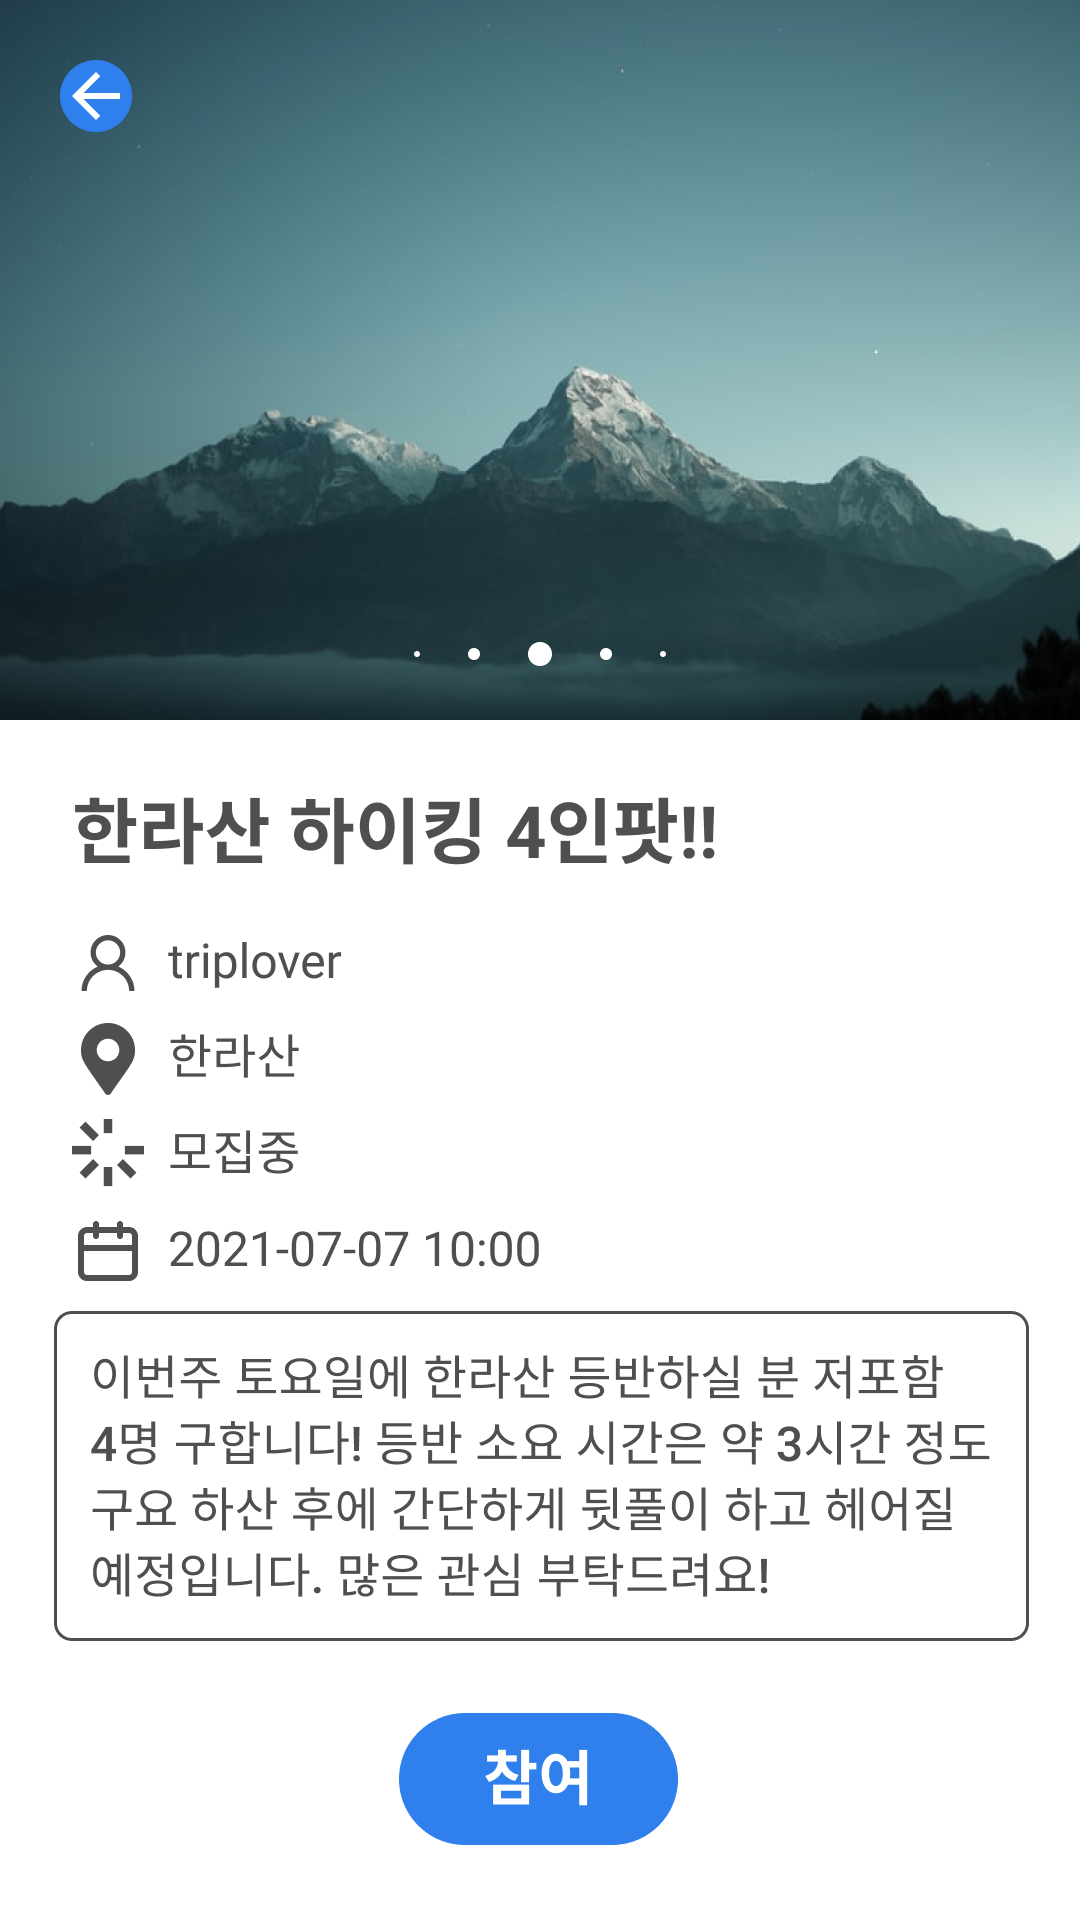 한라산 하이킹 4인팟!!
triplover
한라산
모집중
2021-07-07 10:00
이번주 토요일에 한라산 등반하실 분 저포함
4명 구합니다! 등반 소요 시간은 약 3시간 정도
구요 하산 후에 간단하게 뒷풀이 하고 헤어질
예정입니다. 많은 관심 부탁드려요!
참여